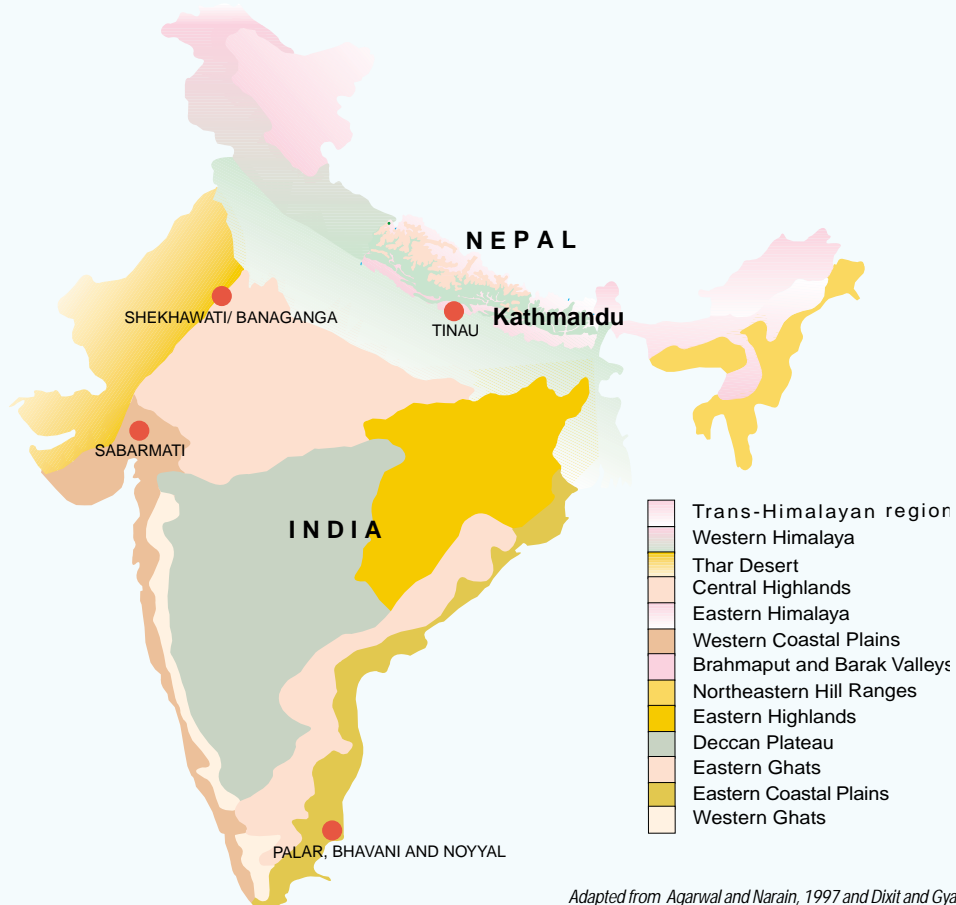 N E P A L
SHEKHAWATI/ BANAGANGA
Kathmandu
TINAU
SABARMATI
I N D I A
Trans-Himalayan region
Western Himalaya
Thar Desert
Central Highlands
Eastern Himalaya
Western Coastal Plains
Brahmaput and Barak Valleys
Northeastern Hill Ranges
Eastern Highlands
Deccan Plateau
Eastern Ghats
Eastern Coastal Plains
Western Ghats
PALAR, BHAVANI AND NOYYAL
Adapted from Agarwal and Narain, 1997 and Dixit and Gya